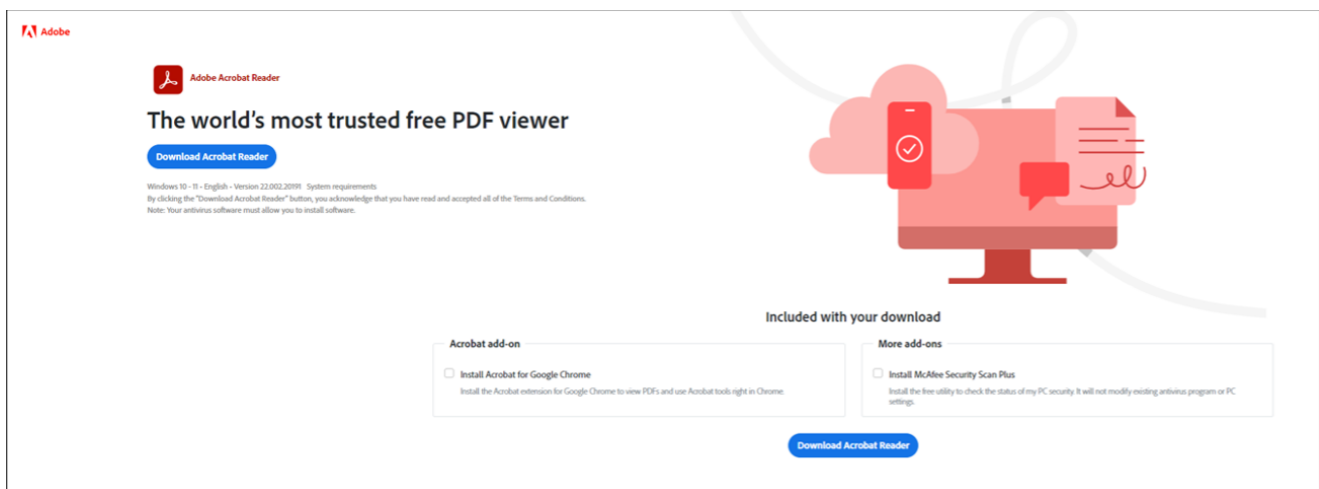 Adobe
Adobe Acrobat Reader
The world's most trusted free PDF viewer
Download Acrobat Reader
Windows 10 - 11 - English - Version 22.002.20191 System requirements
By clicking the "Download Acrobat Reader" button, you acknowledge that you have read and accepted all of the Terms and Conditions.
Note: Your antivirus software must allow you to install software.
Included with your download
Acrobat add-on
Install Acrobat for Google Chrome
Install the Acrobat extension for Google Chrome to view PDFs and use Acrobat tools right in Chrome.
More add-ons
Install McAfee Security Scan Plus
Install the free utility to check the status of my PC security. It will not modify existing antivirus program or PC
settings.
Download Acrobat Reader